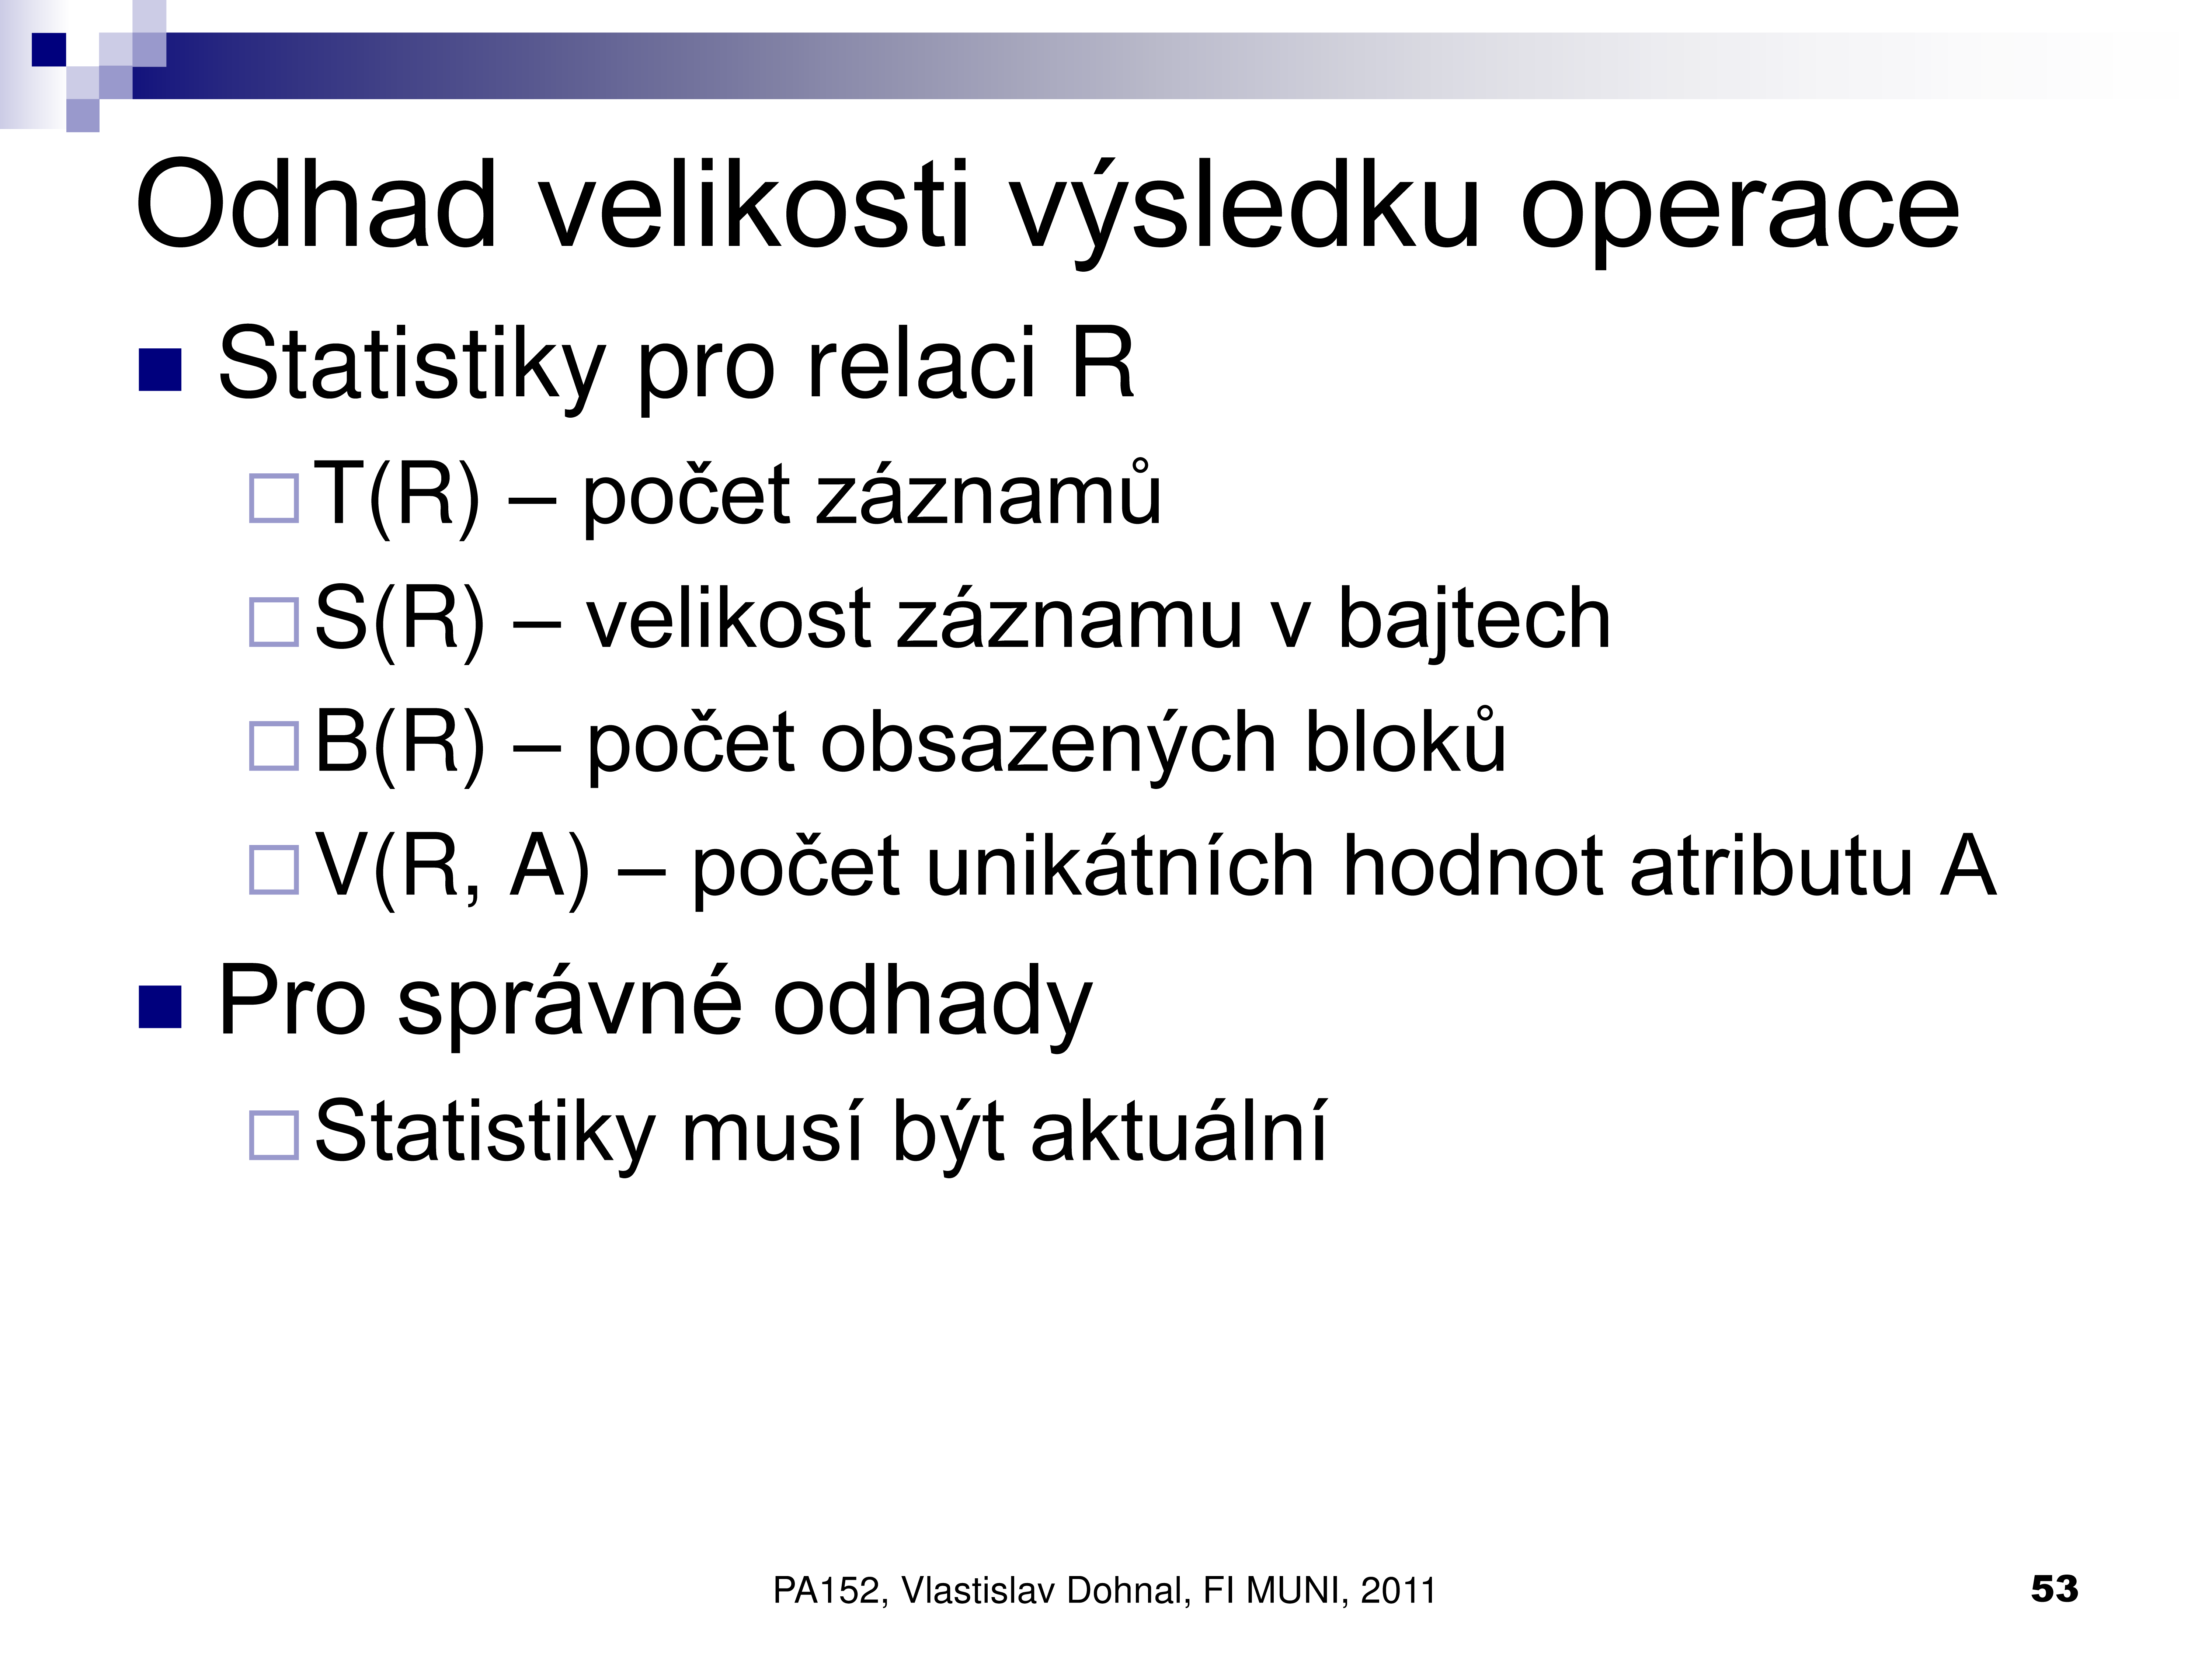 Odhad velikosti výsledku operace
Statistiky pro relaci R
T(R) – počet záznamů
S(R) – velikost záznamu v bajtech
B(R) – počet obsazených bloků
V(R, A) – počet unikátních hodnot atributu A
Pro správné odhady
Statistiky musí být aktuální
PA152, Vlastislav Dohnal, FI MUNI, 2011
53